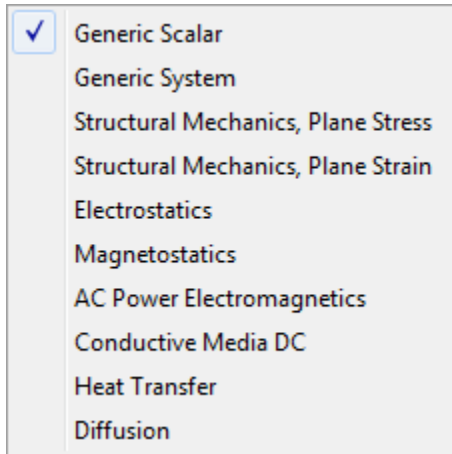 Generic Scalar
Generic System
Structural Mechanics, Plane Stress
Structural Mechanics, Plane Strain
Electrostatics
Magnetostatics
AC Power Electromagnetics
Conductive Media DC
Heat Transfer
Diffusion